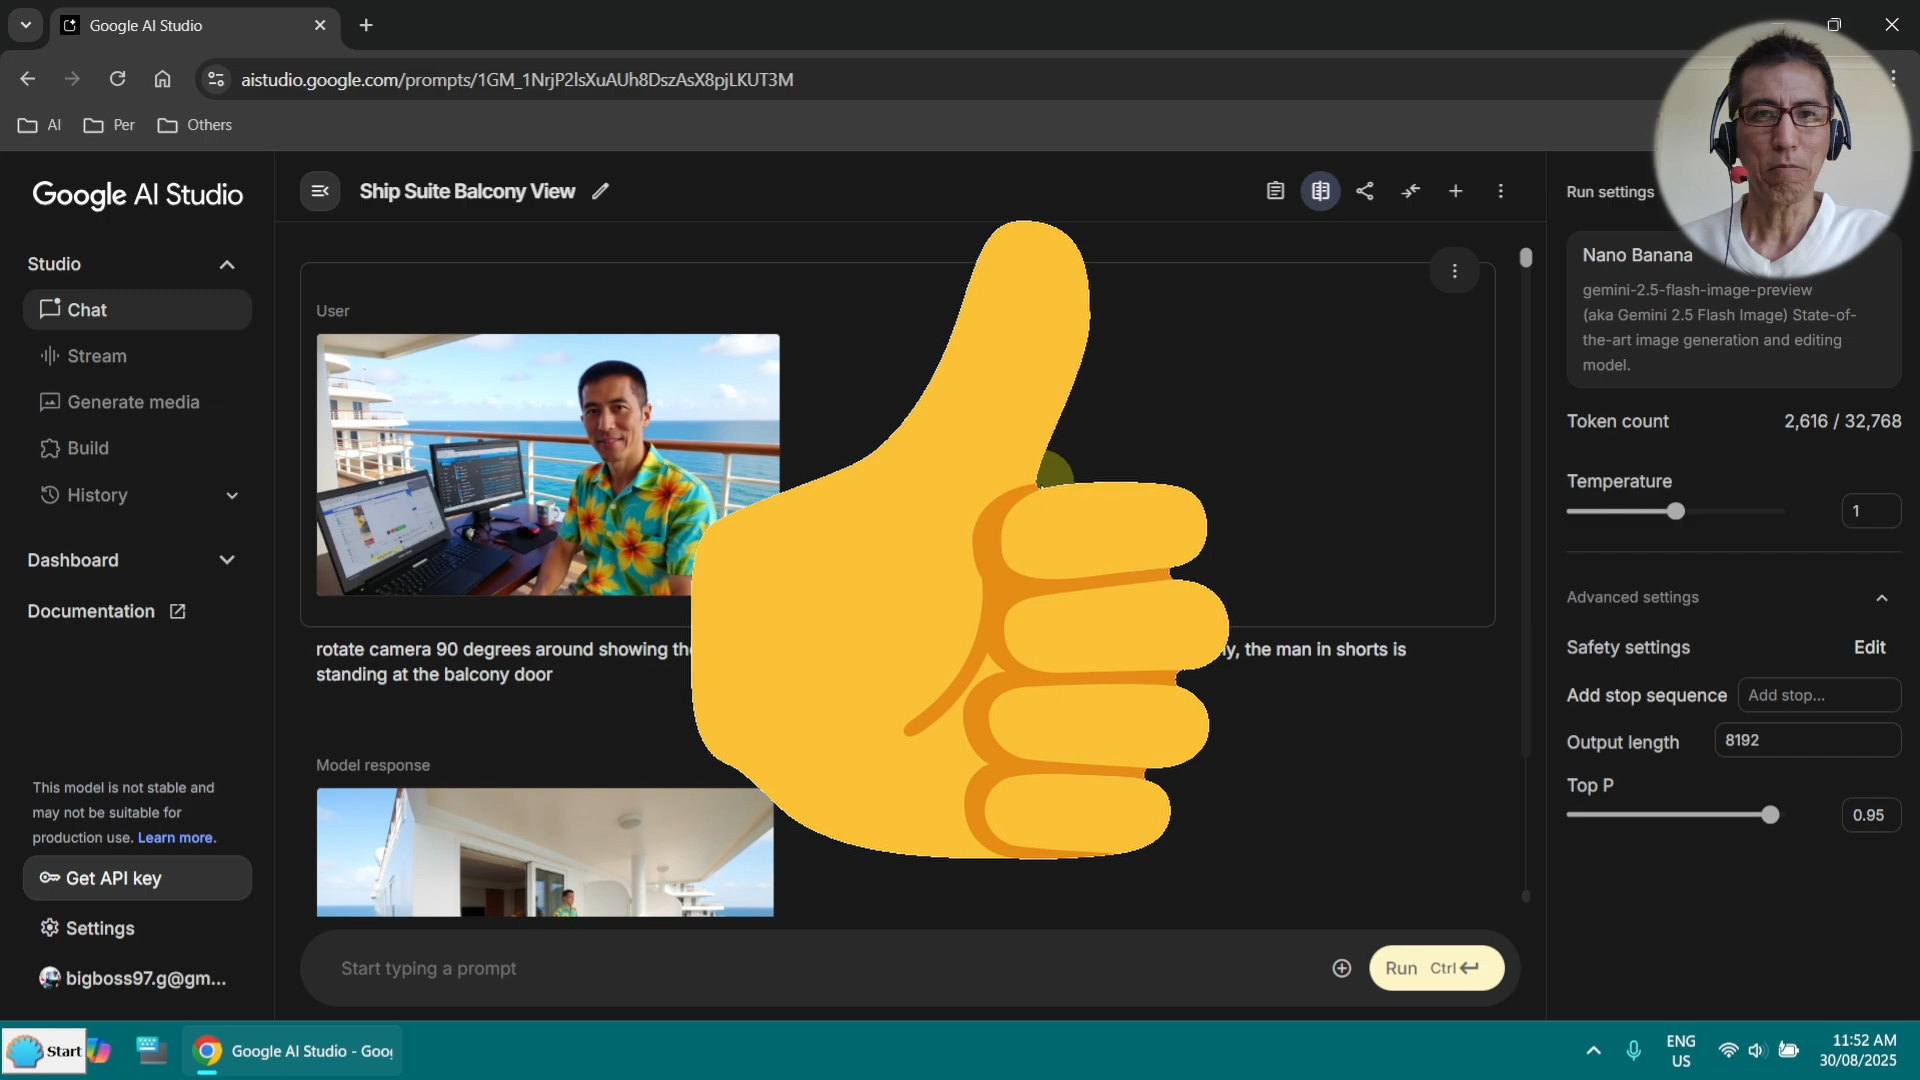 Google AI Studio
aistudio.google.com/prompts/1GM_1NrjP2lsXuAUh8DszAsX8pjLKUT3M
AI
Per
Others
Google AI Studio
Studio
Chat
Stream
Generate media
Build
History
Dashboard
Documentation
This model is not stable and
may not be suitable for
production use. Learn more.
Get API key
Settings
bigboss97.g@gm...
Ship Suite Balcony View
User
rotate camera 90 degrees around showing
the man in shorts is
standing at the balcony door
Model response
Start typing a prompt
Run Ctrl
Run settings
Nano Banana
gemini-2.5-flash-image-preview
(aka Gemini 2.5 Flash Image) State-of-
the-art image generation and editing
model.
Token count 2,616 / 32,768
Temperature
1
Advanced settings
Safety settings Edit
Add stop sequence Add stop...
Output length 8192
Top P
0.95
Start
Google AI Studio - Goo
ENG
US
11:52 AM
30/08/2025